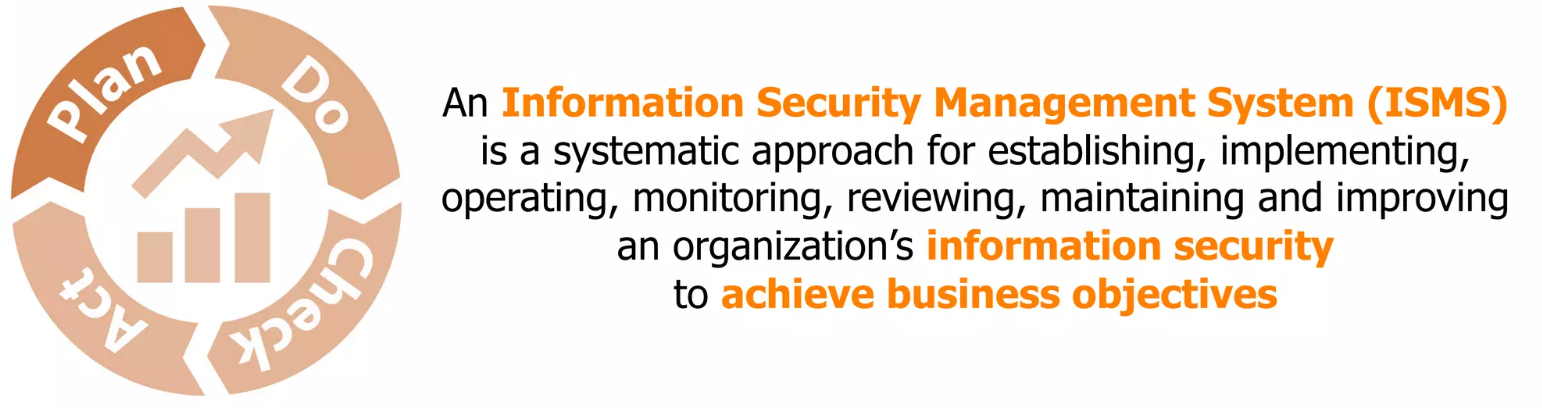 Plan
Do
Check
Act
An Information Security Management System (ISMS)
is a systematic approach for establishing, implementing,
operating, monitoring, reviewing, maintaining and improving
an organization’s information security
to achieve business objectives